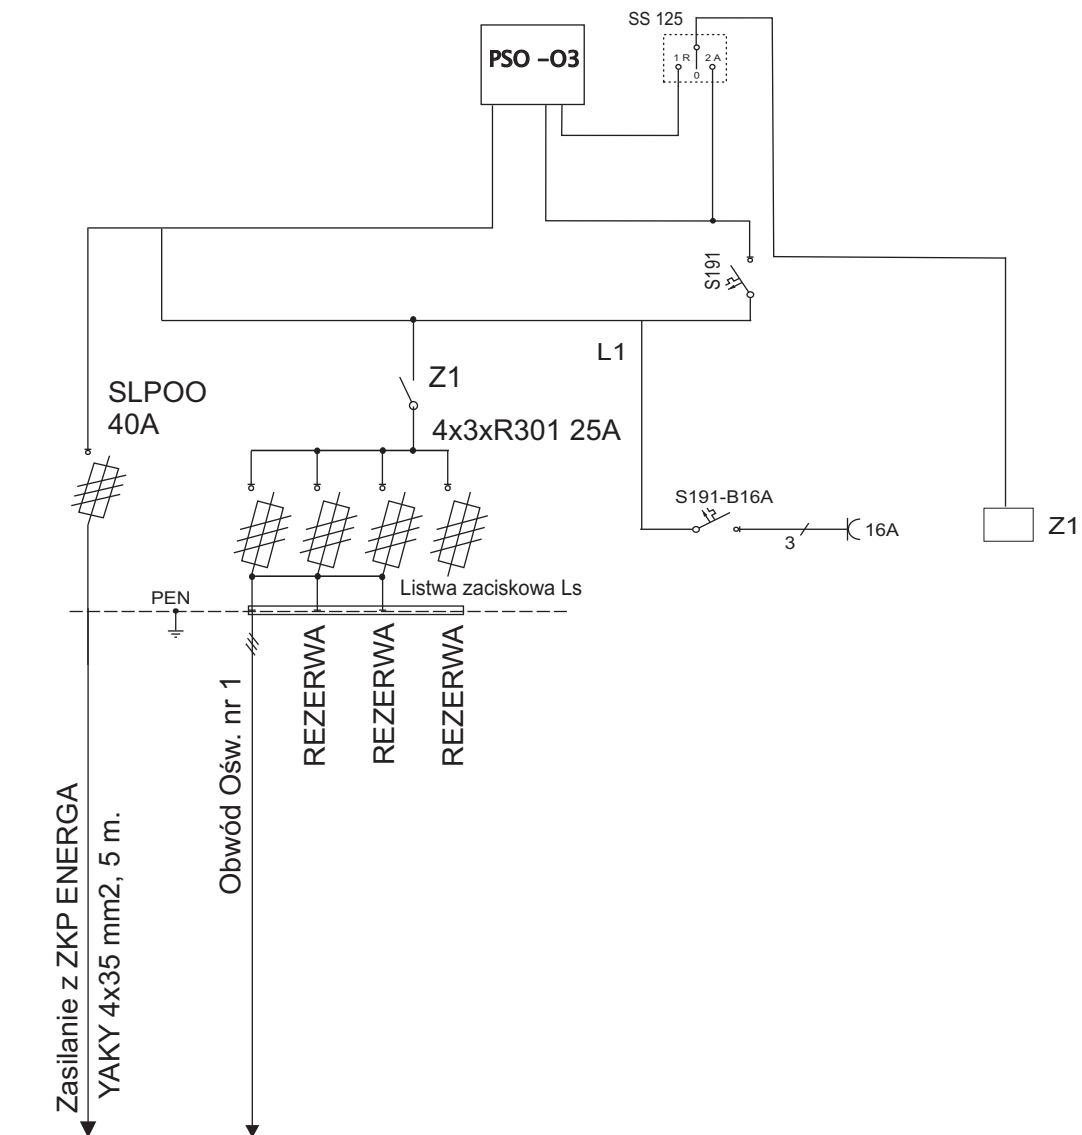 SS 125
PSO –O3
1 R
2 A
0
S191
L1
Z1
SLPOO
40A
4x3xR301 25A
S191-B16A
3
16A
Z1
Listwa zaciskowa Ls
PEN
REZERWA
REZERWA
REZERWA
Obwód Ośw. nr 1
Zasilanie z ZKP ENERGA
YAKY 4x35 mm2, 5 m.